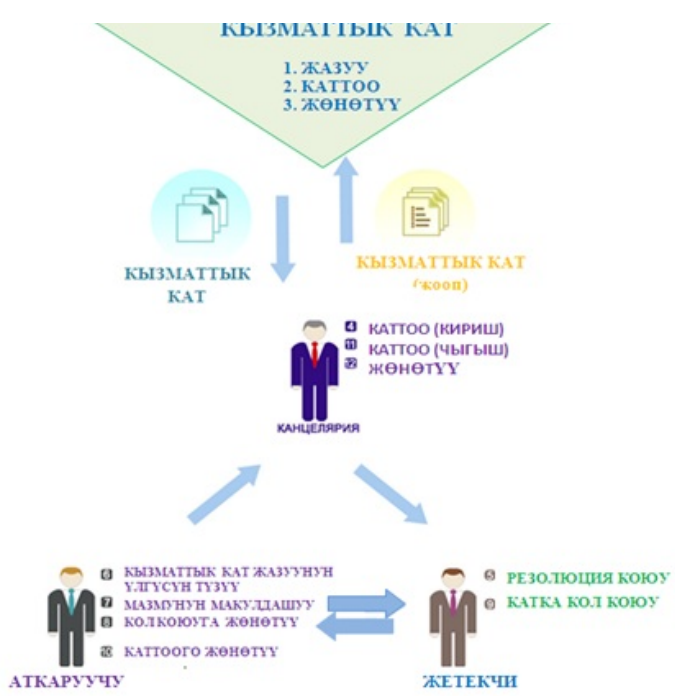 КЫЗМАТТЫК КАТ
1. ЖАЗУУ
2. КАТТОО
3. ЖӨНӨТҮҮ
КЫЗМАТТЫК
КАТ
КЫЗМАТТЫК КАТ
(жооп)
4 КАТТОО (КИРИШ)
11 КАТТОО (ЧЫГЫШ)
12 ЖӨНӨТҮҮ
КАНЦЕЛЯРИЯ
6 КЫЗМАТТЫК КАТ ЖАЗУУНУН
ҮЛГҮСҮН ТҮЗҮҮ
7 МАЗМУНУН МАКУЛДАШУУ
8 КОЛ КОЮУГА ЖӨНӨТҮҮ
10 КАТТООГО ЖӨНӨТҮҮ
АТКАРУУЧУ
5 РЕЗОЛЮЦИЯ КОЮУ
9 КАТКА КОЛ КОЮУ
ЖЕТЕКЧИ